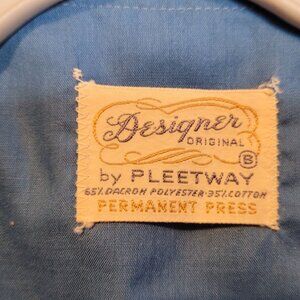 Designer
ORIGINAL
B
by PLEETWAY
65% DACRON POLYESTER·35% COTTON
PERMANENT PRESS